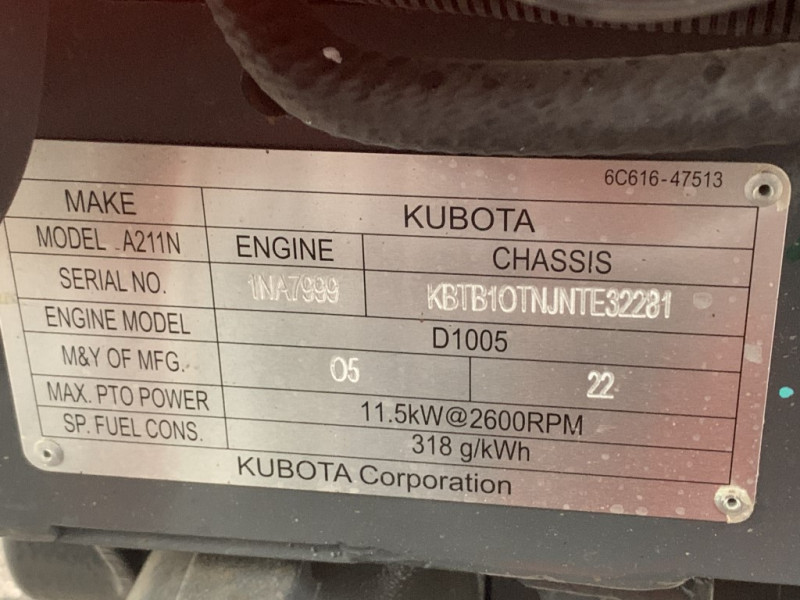 6C616-47513
MAKE KUBOTA
MODEL A211N ENGINE CHASSIS
SERIAL NO. 1NA7999 KBTB10TNJNTE32281
ENGINE MODEL D1005
M&Y OF MFG. 05 22
MAX. PTO POWER 11.5kW@2600RPM
SP. FUEL CONS. 318 g/kWh
KUBOTA Corporation